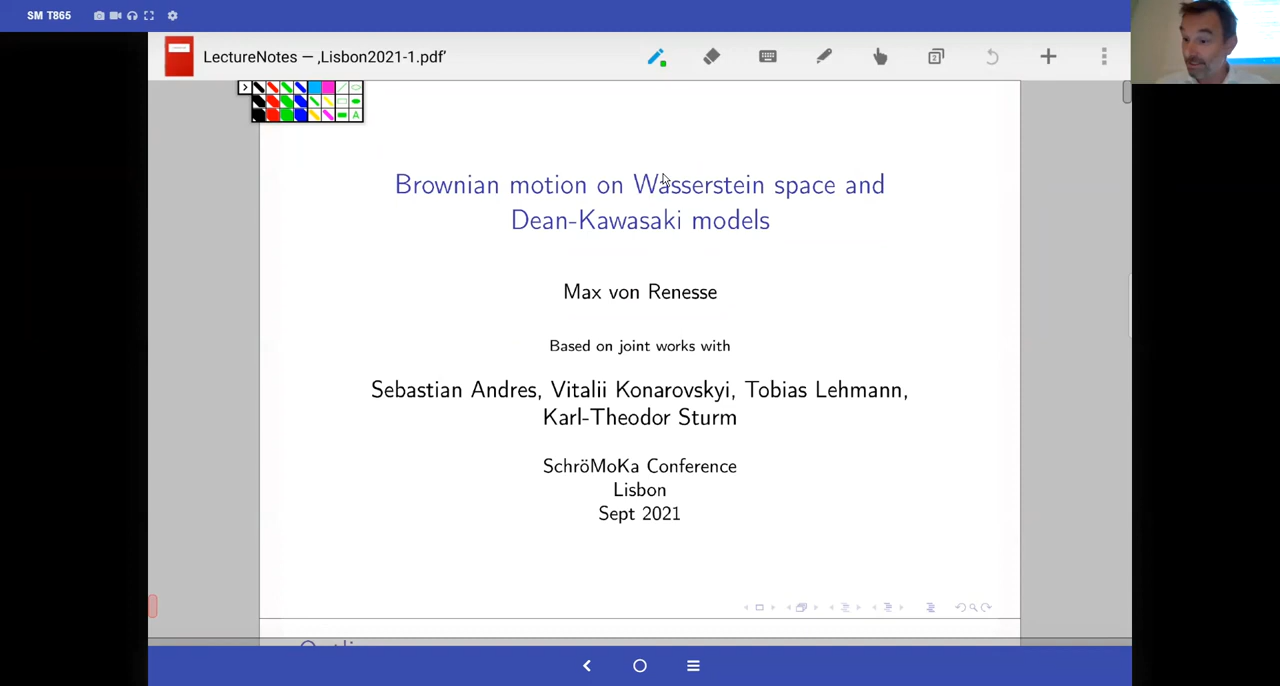 SM T865
LectureNotes — ‚Lisbon2021-1.pdf'
2
A
Brownian motion on Wasserstein space and
Dean-Kawasaki models
Max von Renesse
Based on joint works with
Sebastian Andres, Vitalii Konarovskyi, Tobias Lehmann,
Karl-Theodor Sturm
SchröMoKa Conference
Lisbon
Sept 2021